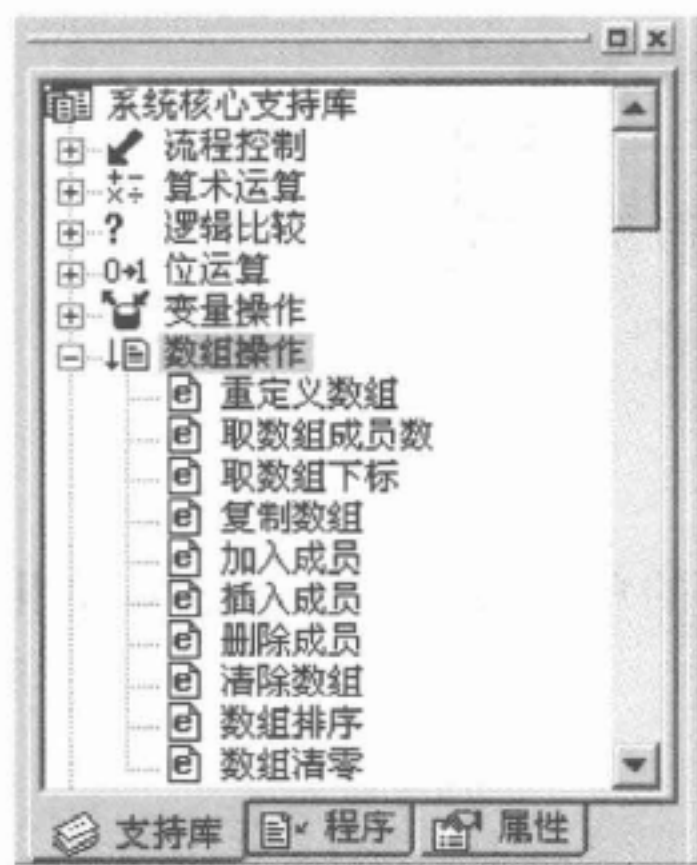 系统核心支持库
流程控制
算术运算
? 逻辑比较
0→1 位运算
变量操作
数组操作
重定义数组
取数组成员数
取数组下标
复制数组
加入成员
插入成员
删除成员
清除数组
数组排序
数组清零
支持库 程序 属性